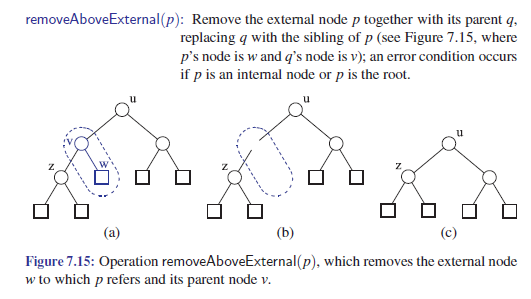 removeAboveExternal(p): Remove the external node p together with its parent q,
replacing q with the sibling of p (see Figure 7.15, where
p's node is w and q's node is v); an error condition occurs
if p is an internal node or p is the root.
u
u
u
v
z
w
z
z
(a)
(b)
(c)
Figure 7.15: Operation removeAboveExternal(p), which removes the external node
w to which p refers and its parent node v.